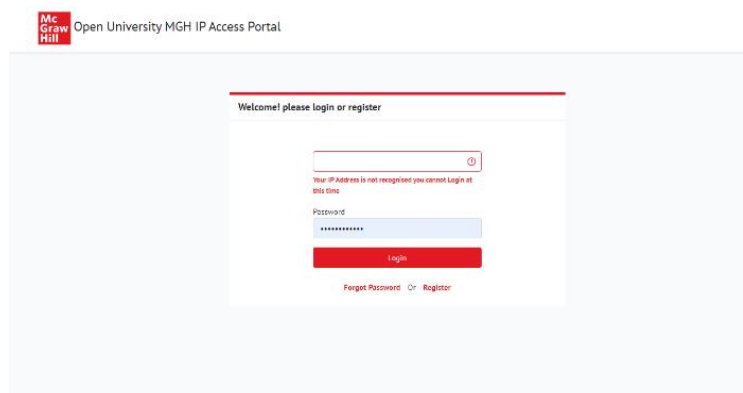 Mc
Graw
Hill
Open University MGH IP Access Portal
Welcome! please login or register
Your IP Address is not recognised you cannot Login at
this time
Password
••••••••••••
Login
Forgot Password Or Register